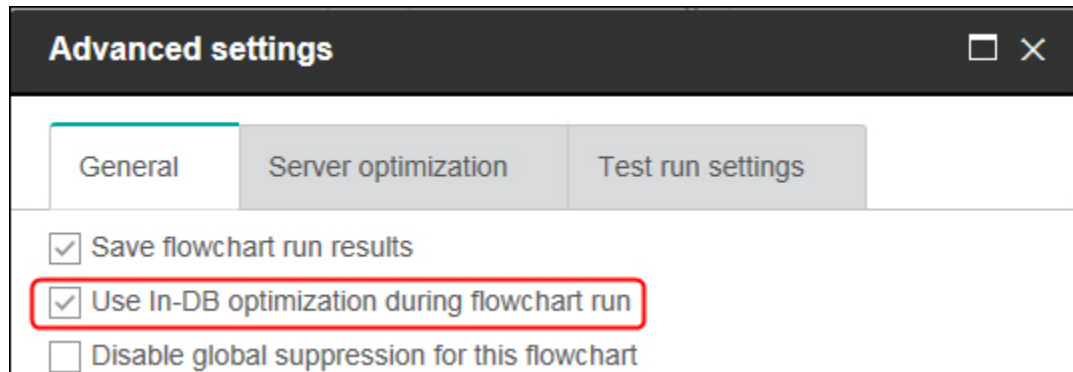 Advanced settings
General Server optimization Test run settings
Save flowchart run results
Use In-DB optimization during flowchart run
Disable global suppression for this flowchart